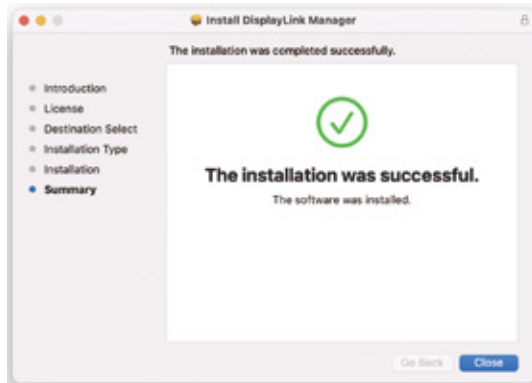 Install DisplayLink Manager
The installation was completed successfully.
Introduction
License
Destination Select
Installation Type
Installation
Summary
The installation was successful.
The software was installed.
Go Back
Close